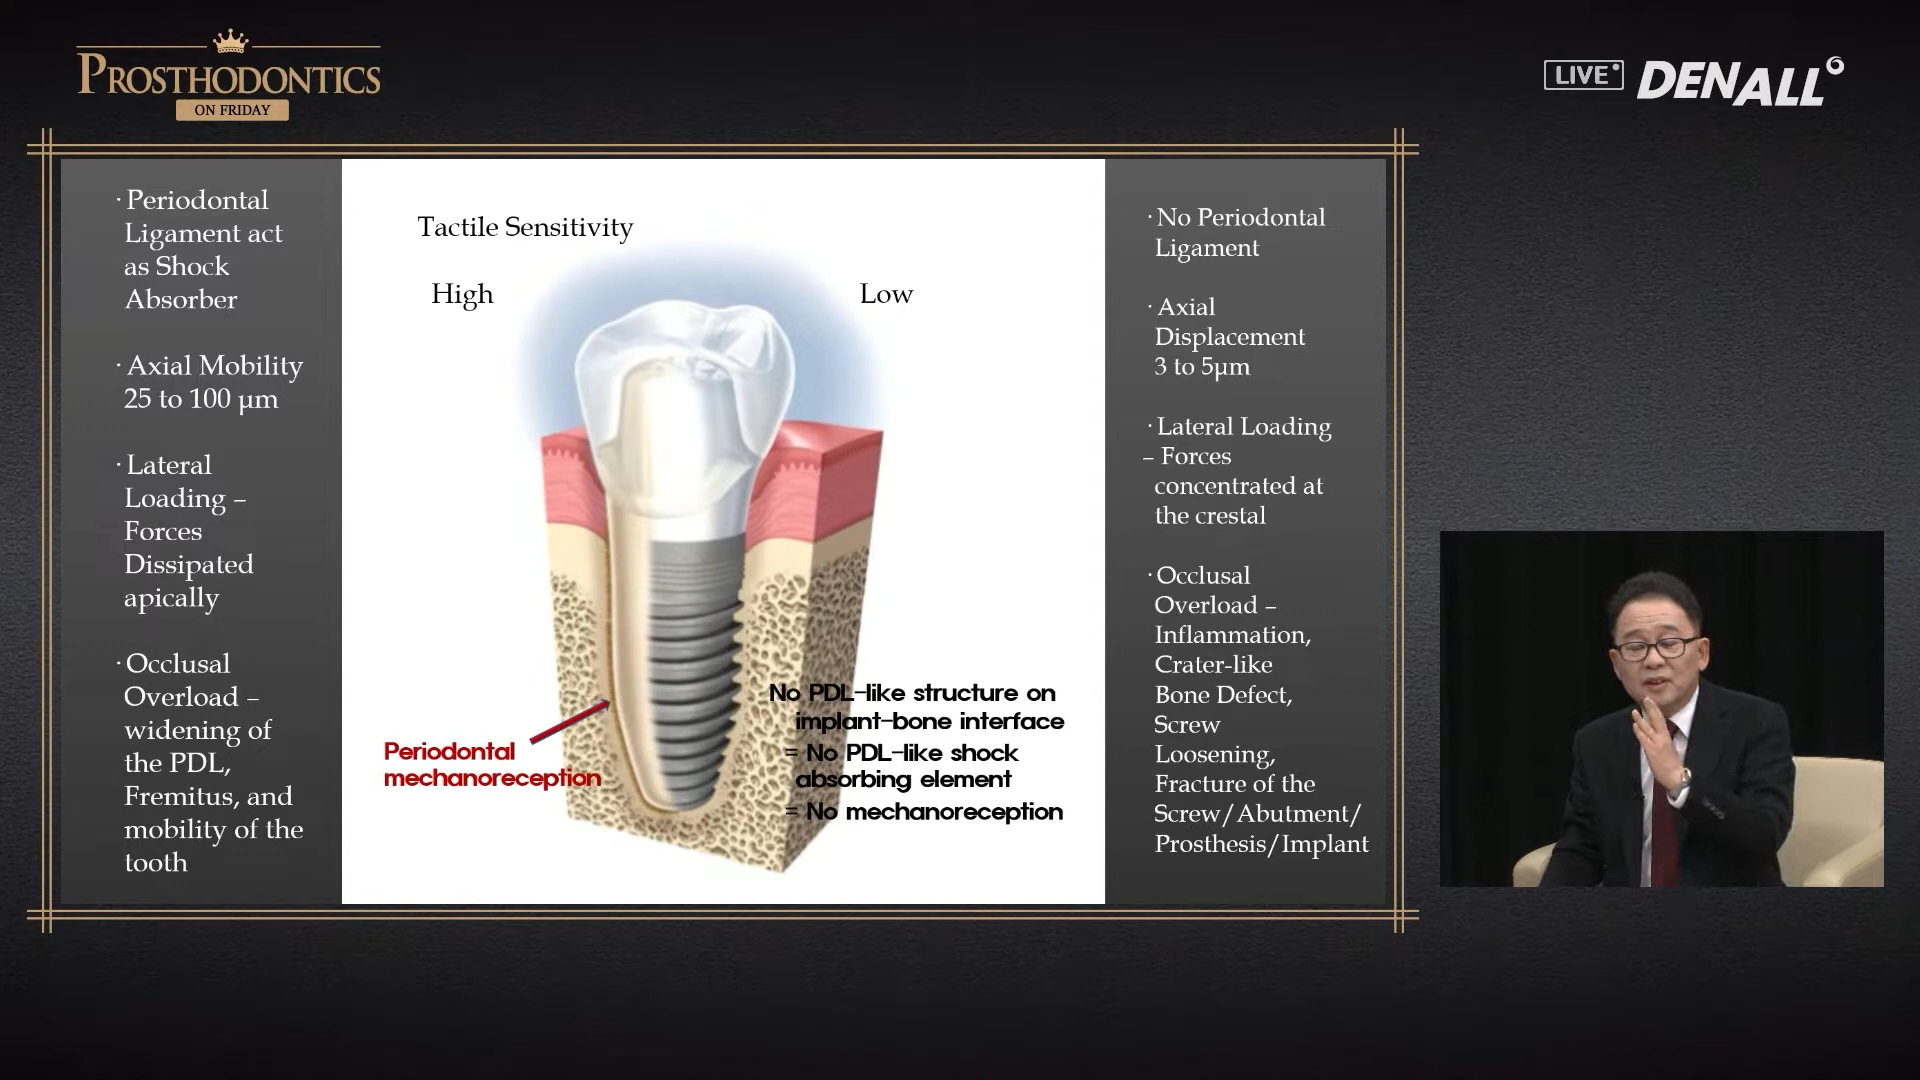 PROSTHODONTICS
ON FRIDAY
LIVE
DENALL
· Periodontal
Ligament act
as Shock
Absorber
· Axial Mobility
25 to 100 µm
· Lateral
Loading –
Forces
Dissipated
apically
· Occlusal
Overload –
widening of
the PDL,
Fremitus, and
mobility of the
tooth
Tactile Sensitivity
High
Low
Periodontal
mechanoreception
No PDL-like structure on
implant-bone interface
= No PDL-like shock
absorbing element
= No mechanoreception
· No Periodontal
Ligament
· Axial
Displacement
3 to 5µm
· Lateral Loading
– Forces
concentrated at
the crestal
· Occlusal
Overload –
Inflammation,
Crater-like
Bone Defect,
Screw
Loosening,
Fracture of the
Screw/Abutment/
Prosthesis/Implant